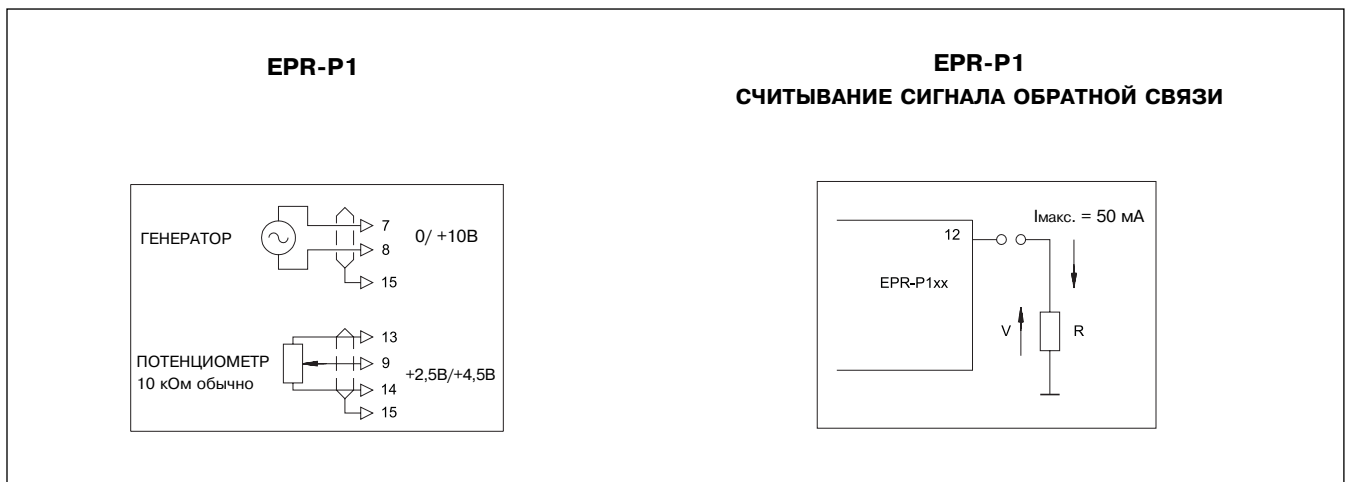 EPR-P1
ГЕНЕРАТОР
7
8
0/ +10В
15
ПОТЕНЦИОМЕТР
10 кОм обычно
13
9
14
+2,5В/+4,5В
15
EPR-P1
СЧИТЫВАНИЕ СИГНАЛА ОБРАТНОЙ СВЯЗИ
Iмакс. = 50 мА
12
EPR-P1xx
V
R